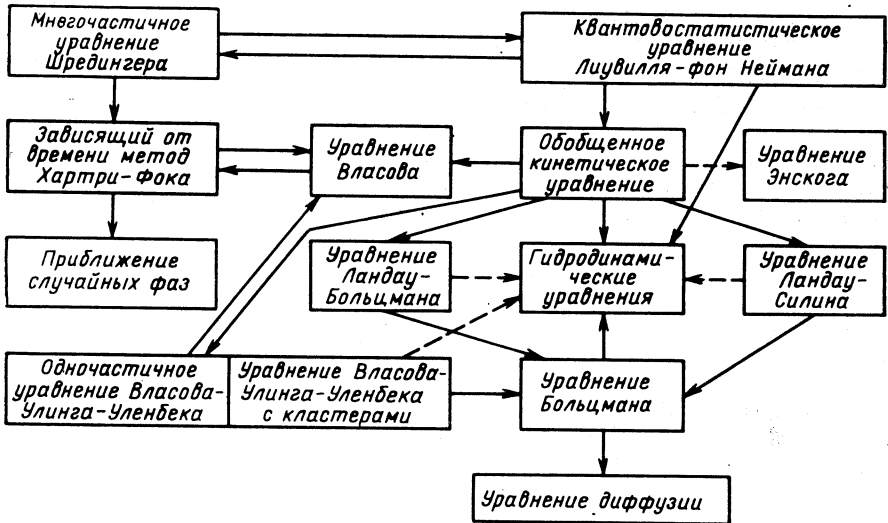 Мнвгочастичное
уравнение
Шредингера
Квантовостатистическое
уравнение
Лиувилля-фон Неймана
Зависящий от
времени метод
Хартри-Фока
Уравнение
Власова
Обобщенное
кинетическое
уравнение
Уравнение
Энскога
Приближение
случайных фаз
Уравнение
Ландау-
Больцмана
Гидродинами-
ческие
уравнения
Уравнение
Ландау-
Силина
Одночастичное
уравнение Власова-
Улинга-Уленбека
Уравнение Власова-
Улинга-Уленбека
с кластерами
Уравнение
Больцмана
Уравнение диффузии